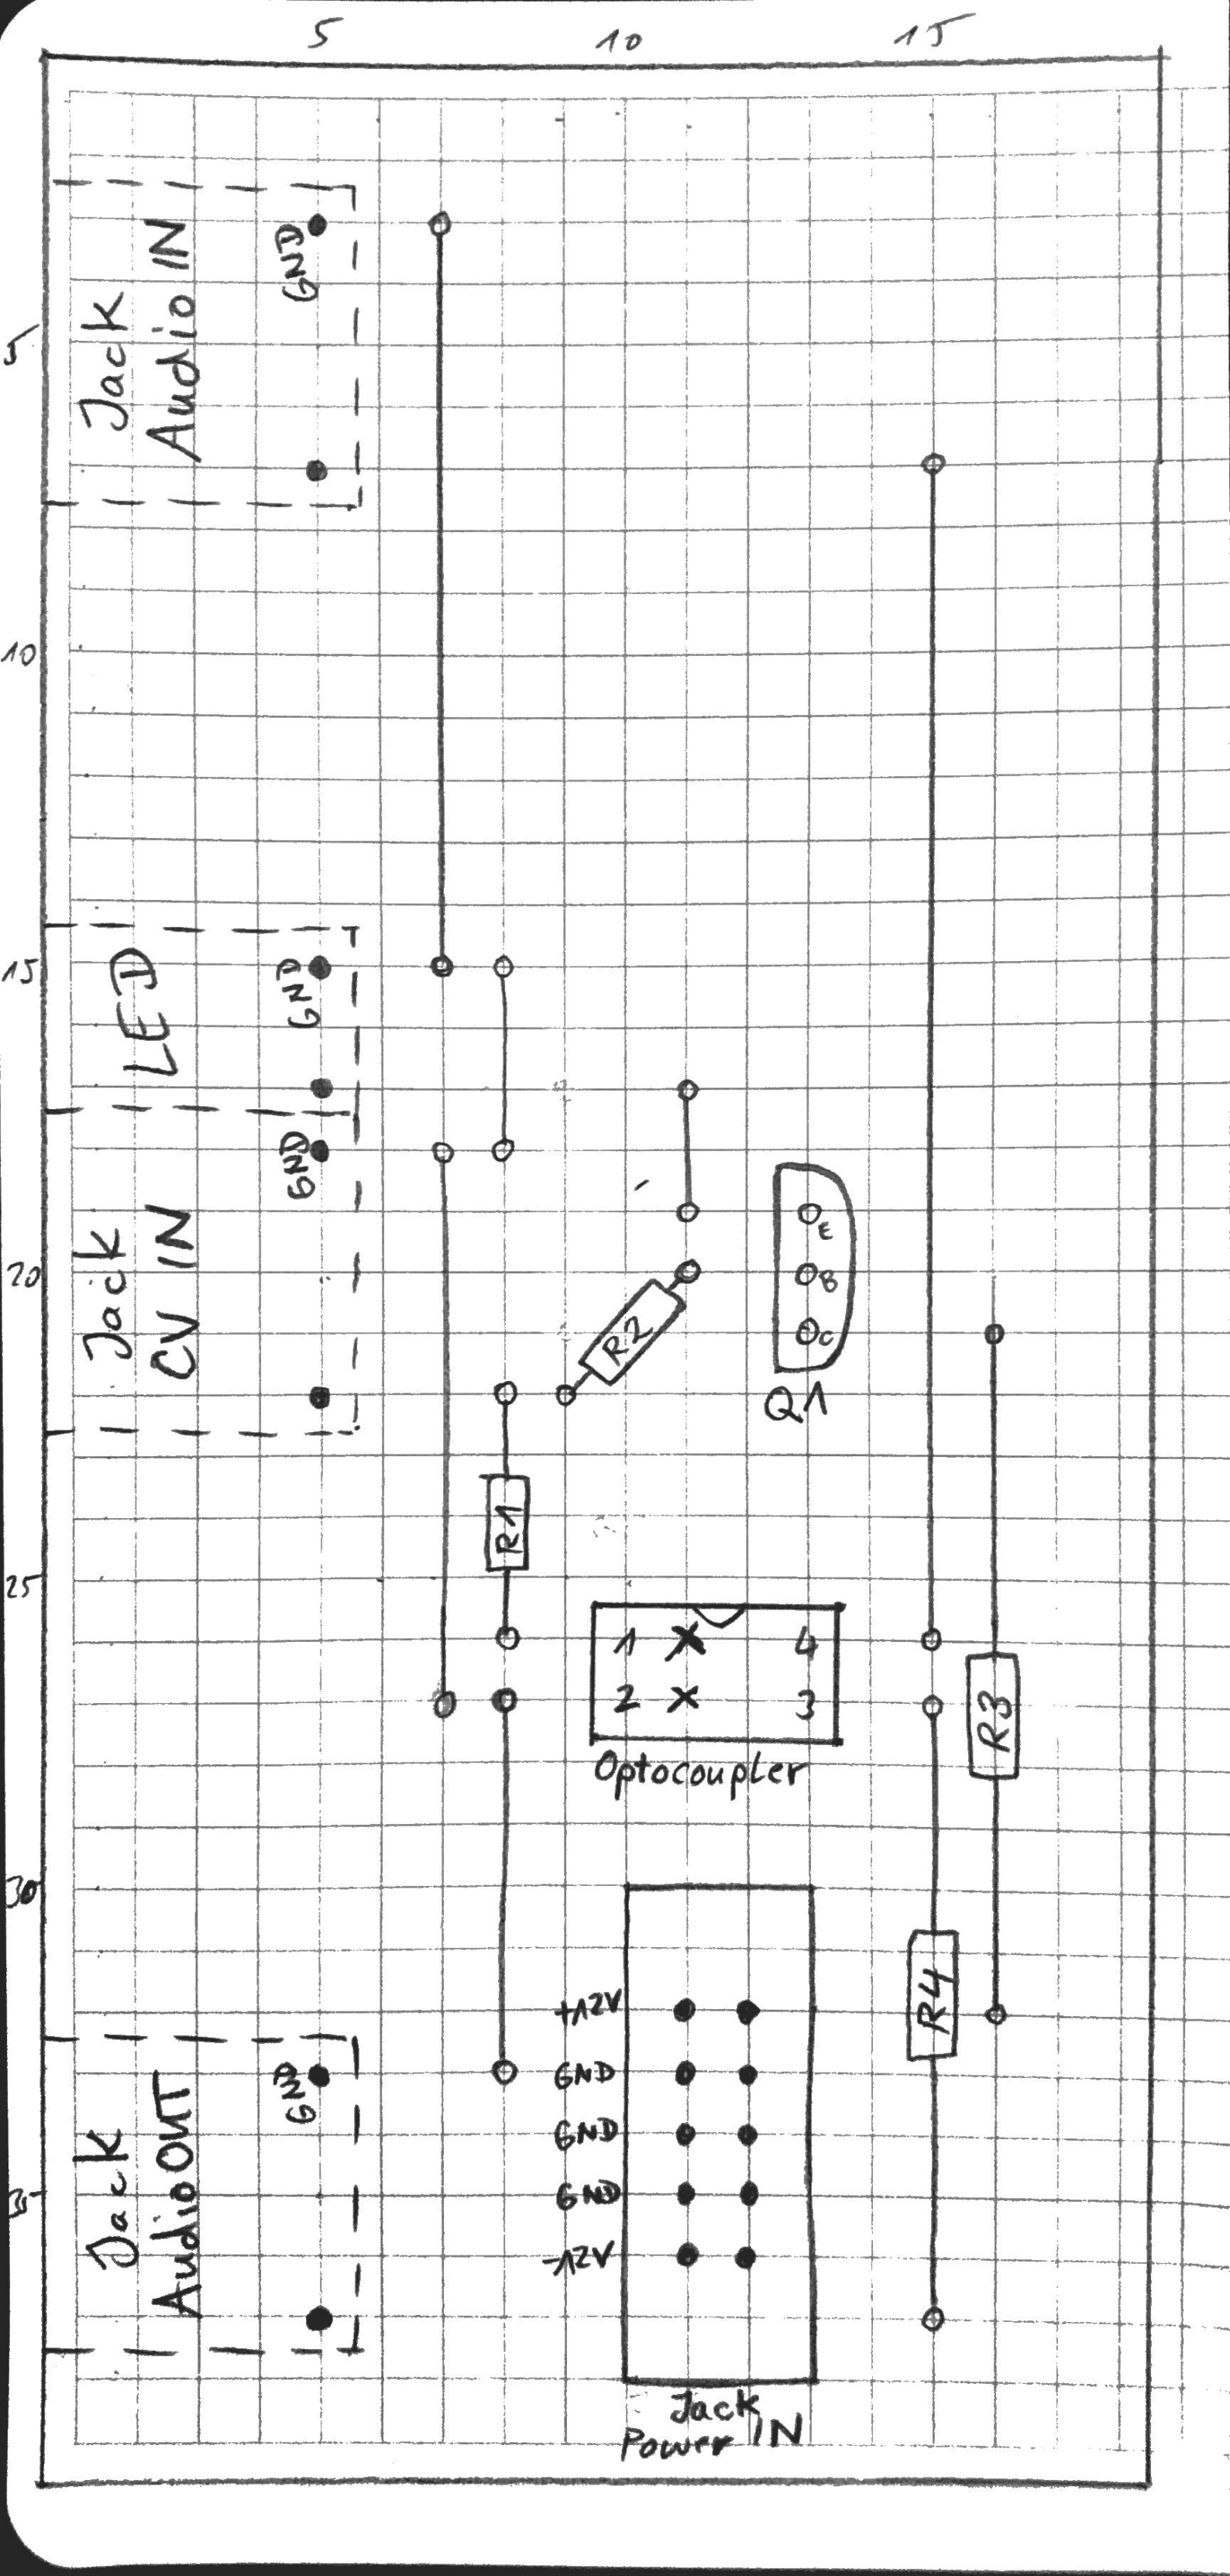 5 10 15
GND
Jack
Audio IN
5
10
GND
LED
15
GND
Jack
CV IN
E
20
B
R2
C
Q1
R1
25
1 4
2 3
R3
Optocoupler
30
+12V
R4
GND
GND
Jack
Audio OUT
GND
GND
35
-12V
Jack
Power IN